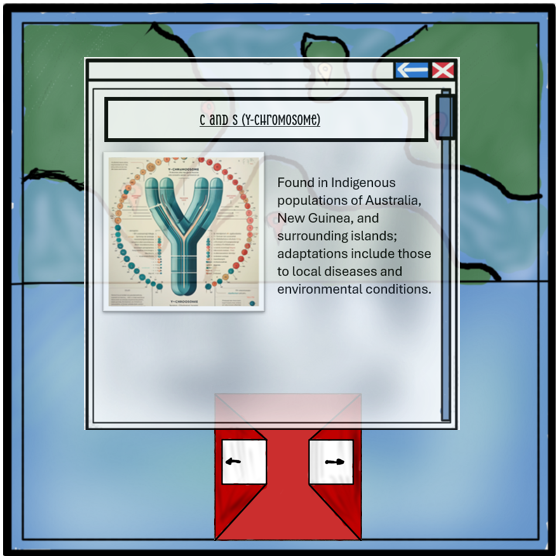 C and S (Y-Chromosome)
Y-CHROMOSOME
Found in Indigenous
populations of Australia,
New Guinea, and
surrounding islands;
adaptations include those
to local diseases and
environmental conditions.